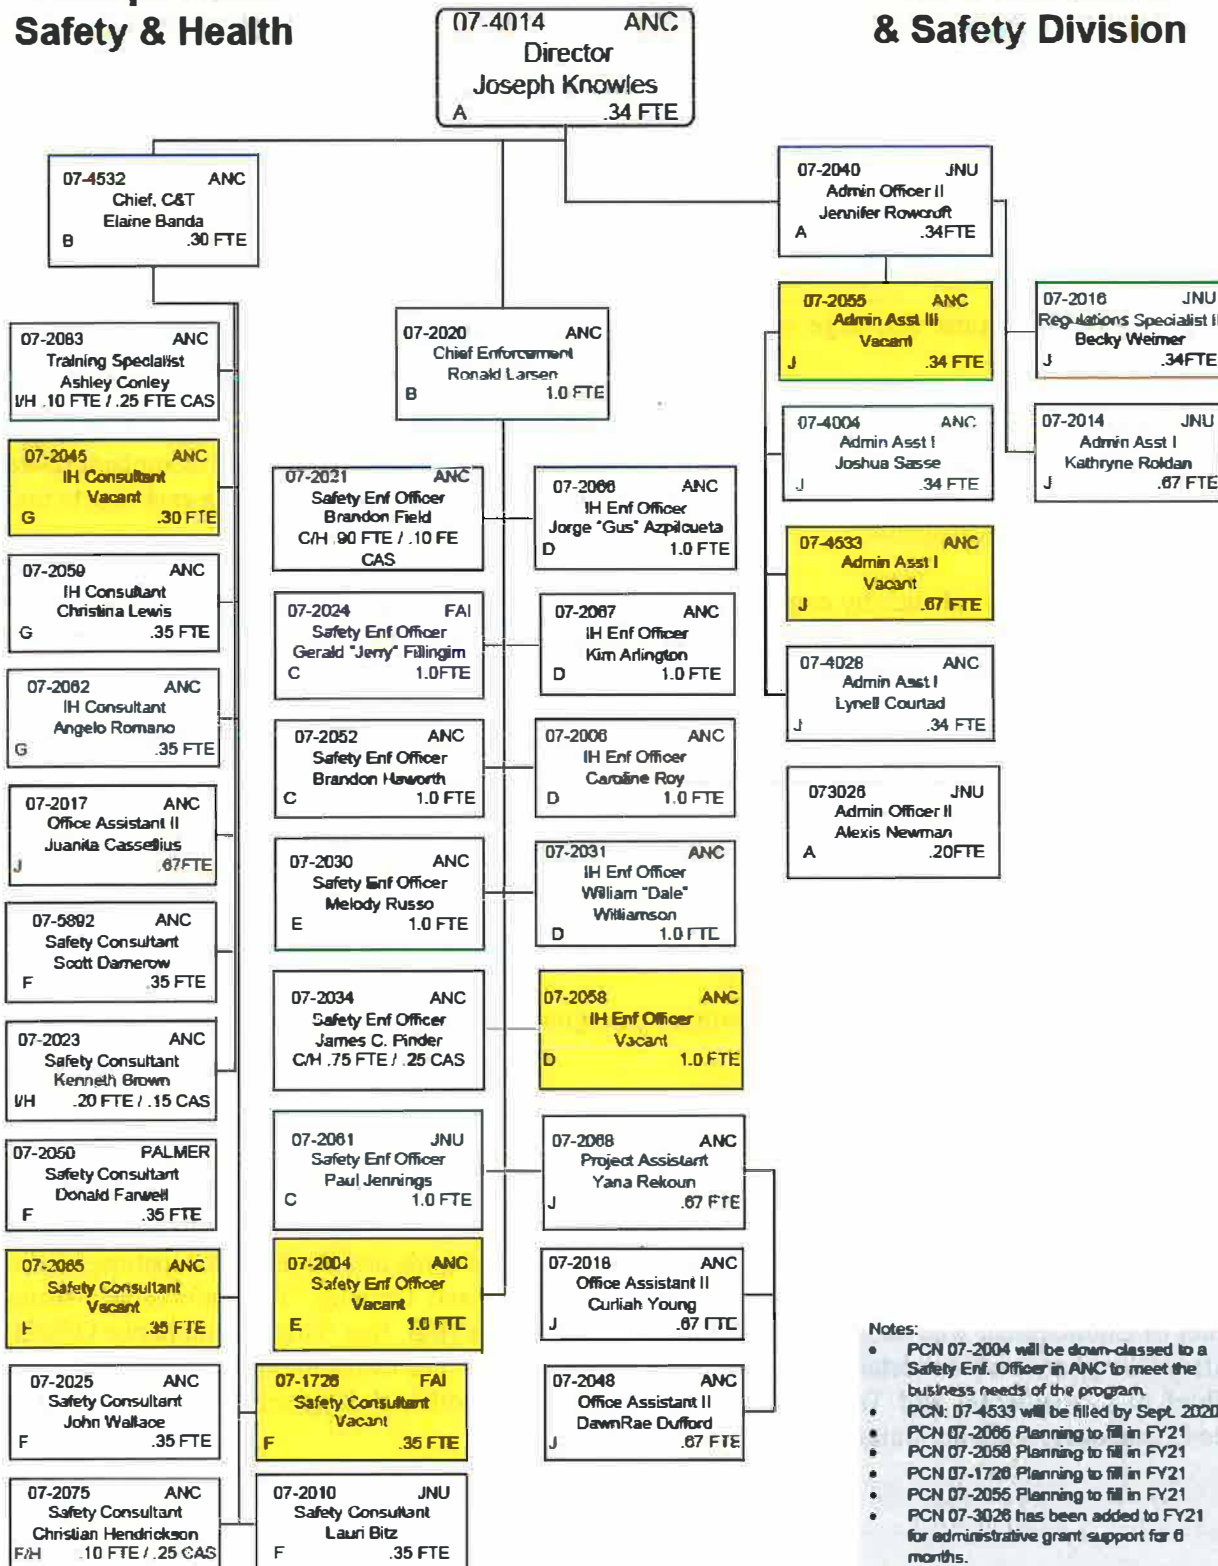 Safety & Health
& Safety Division
07-4014 ANC
Director
Joseph Knowles
A .34 FTE
07-4532 ANC
Chief, C&T
Elaine Banda
B .30 FTE
07-2040 JNU
Admin Officer II
Jennifer Rowcroft
A .34FTE
07-2020 ANC
Chief Enforcement
Ronald Larsen
B 1.0 FTE
07-2055 ANC
Admin Asst III
Vacant
J .34 FTE
07-2016 JNU
Regulations Specialist II
Becky Weimer
J .34FTE
07-4004 ANC
Admin Asst I
Joshua Sasse
J .34 FTE
07-2014 JNU
Admin Asst I
Kathryne Roldan
J .67 FTE
07-4533 ANC
Admin Asst I
Vacant
J .67 FTE
07-4028 ANC
Admin Asst I
Lynell Courtad
J .34 FTE
073026 JNU
Admin Officer II
Alexis Newman
A .20FTE
07-2083 ANC
Training Specialist
Ashley Conley
I/H .10 FTE / .25 FTE CAS
07-2045 ANC
IH Consultant
Vacant
G .30 FTE
07-2059 ANC
IH Consultant
Christina Lewis
G .35 FTE
07-2062 ANC
IH Consultant
Angelo Romano
G .35 FTE
07-2017 ANC
Office Assistant II
Juanita Cassellius
J .67FTE
07-5892 ANC
Safety Consultant
Scott Damerow
F .35 FTE
07-2023 ANC
Safety Consultant
Kenneth Brown
I/H .20 FTE / .15 CAS
07-2050 PALMER
Safety Consultant
Donald Farwell
F .35 FTE
07-2065 ANC
Safety Consultant
Vacant
F .35 FTE
07-2025 ANC
Safety Consultant
John Wallace
F .35 FTE
07-2075 ANC
Safety Consultant
Christian Hendrickson
F/H .10 FTE / .25 CAS
07-2021 ANC
Safety Enf Officer
Brandon Field
C/H .90 FTE / .10 FE
CAS
07-2024 FAI
Safety Enf Officer
Gerald "Jerry" Fillingim
C 1.0FTE
07-2052 ANC
Safety Enf Officer
Brandon Haworth
C 1.0 FTE
07-2030 ANC
Safety Enf Officer
Melody Russo
E 1.0 FTE
07-2034 ANC
Safety Enf Officer
James C. Pinder
C/H .75 FTE / .25 CAS
07-2061 JNU
Safety Enf Officer
Paul Jennings
C 1.0 FTE
07-2004 ANC
Safety Enf Officer
Vacant
E 1.0 FTE
07-1726 FAI
Safety Consultant
Vacant
F .35 FTE
07-2010 JNU
Safety Consultant
Lauri Bitz
F .35 FTE
07-2066 ANC
IH Enf Officer
Jorge "Gus" Azpilcueta
D 1.0 FTE
07-2067 ANC
IH Enf Officer
Kim Arlington
D 1.0 FTE
07-2006 ANC
IH Enf Officer
Caroline Roy
D 1.0 FTE
07-2031 ANC
IH Enf Officer
William "Dale"
Williamson
D 1.0 FTE
07-2058 ANC
IH Enf Officer
Vacant
D 1.0 FTE
07-2068 ANC
Project Assistant
Yana Rekoun
J .67 FTE
07-2018 ANC
Office Assistant II
Curliah Young
J .67 FTE
07-2048 ANC
Office Assistant II
DawnRae Dufford
J .67 FTE
Notes:
• PCN 07-2004 will be down-classed to a
Safety Enf. Officer in ANC to meet the
business needs of the program.
• PCN: 07-4533 will be filled by Sept. 2020
• PCN 07-2065 Planning to fill in FY21
• PCN 07-2058 Planning to fill in FY21
• PCN 07-1726 Planning to fill in FY21
• PCN 07-2055 Planning to fill in FY21
• PCN 07-3026 has been added to FY21
for administrative grant support for 6
months.